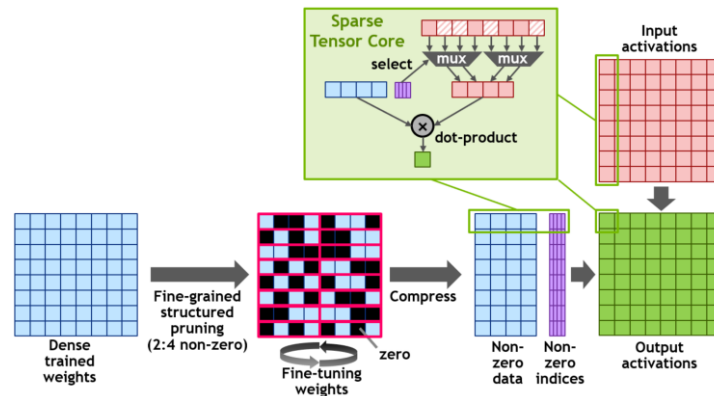 Sparse
Tensor Core
mux
mux
select
dot-product
Input
activations
Dense
trained
weights
Fine-grained
structured
pruning
(2:4 non-zero)
zero
Fine-tuning
weights
Compress
Non-
zero
data
Non-
zero
indices
Output
activations